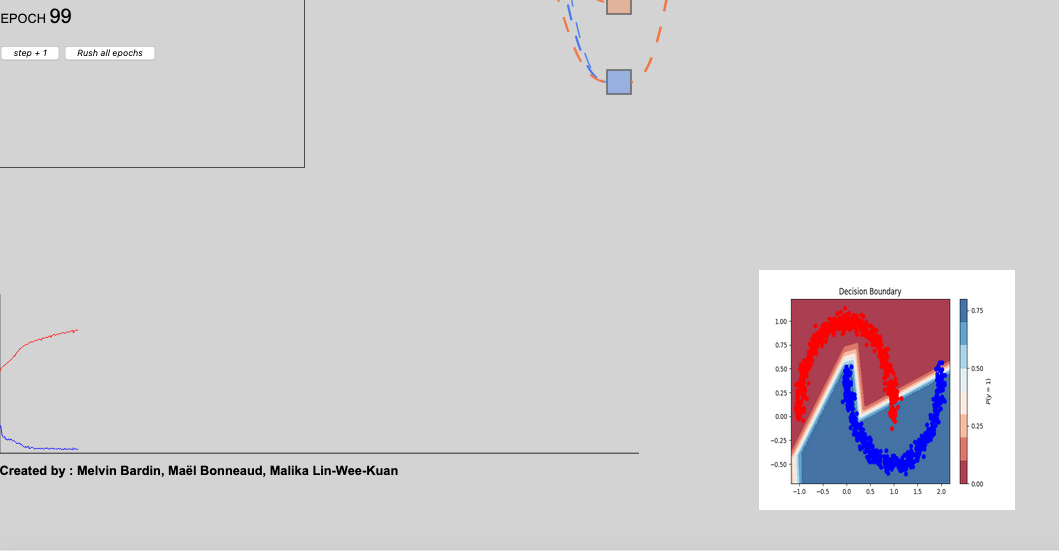 EPOCH 99
step + 1
Rush all epochs
Created by : Melvin Bardin, Maël Bonneaud, Malika Lin-Wee-Kuan
Decision Boundary
1.00
0.75
0.50
0.25
0.00
−0.25
−0.50
−1.0 −0.5 0.0 0.5 1.0 1.5 2.0
0.75
0.50
0.25
0.00
P(y = 1)